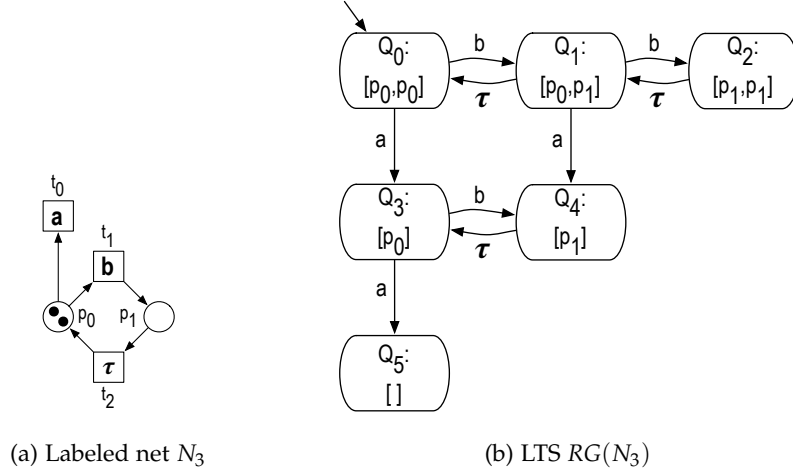 b
b
Q₀:
[p₀,p₀]
Q₁:
[p₀,p₁]
Q₂:
[p₁,p₁]
τ
τ
a
a
t₀
a
t₁
b
p₀
p₁
τ
t₂
b
Q₃:
[p₀]
Q₄:
[p₁]
τ
a
Q₅:
[ ]
(a) Labeled net N₃
(b) LTS RG(N₃)